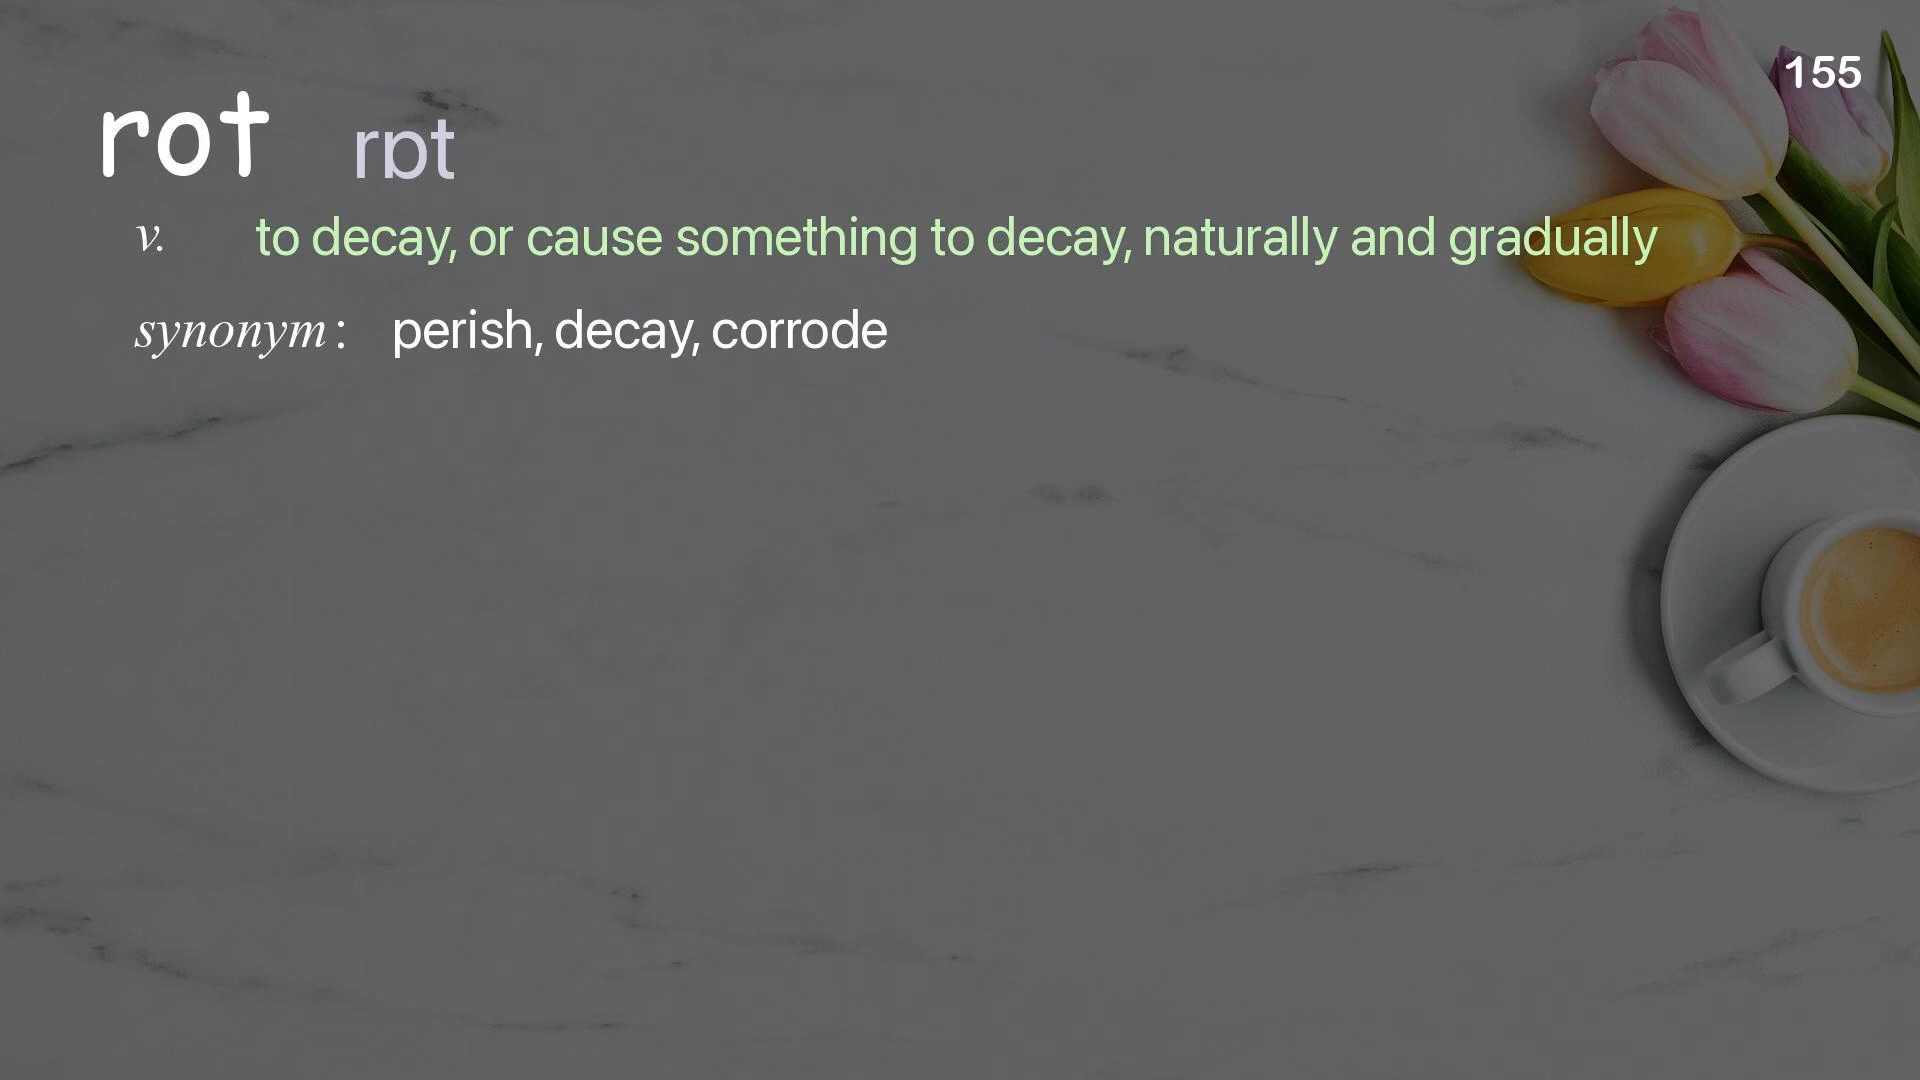 155
rot rɒt
v. to decay, or cause something to decay, naturally and gradually
synonym: perish, decay, corrode